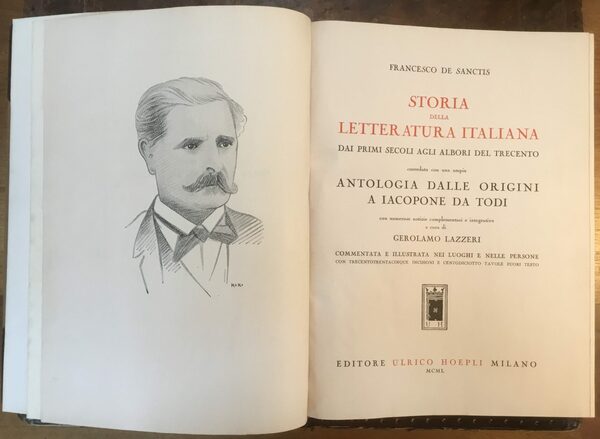 FRANCESCO DE SANCTIS
STORIA
DELLA
LETTERATURA ITALIANA
DAI PRIMI SECOLI AGLI ALBORI DEL TRECENTO
corredata con una ampia
ANTOLOGIA DALLE ORIGINI
A IACOPONE DA TODI
con numerose notizie complementari e integrative
a cura di
GEROLAMO LAZZERI
COMMENTATA E ILLUSTRATA NEI LUOGHI E NELLE PERSONE
CON TRECENTOTRENTACINQUE INCISIONI E CENTODICIOTTO TAVOLE FUORI TESTO
EDITORE ULRICO HOEPLI MILANO
MCML